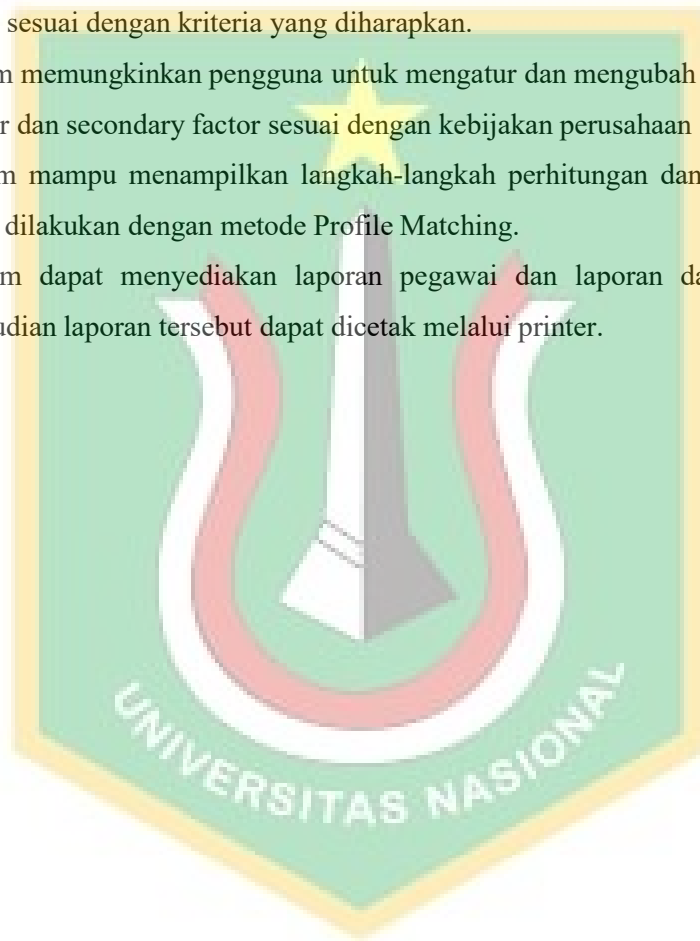 sesuai dengan kriteria yang diharapkan.
memungkinkan pengguna untuk mengatur dan mengubah
dan secondary factor sesuai dengan kebijakan perusahaan
mampu menampilkan langkah-langkah perhitungan dan
dilakukan dengan metode Profile Matching.
dapat menyediakan laporan pegawai dan laporan
laporan tersebut dapat dicetak melalui printer.
UNIVERSITAS NASIONAL